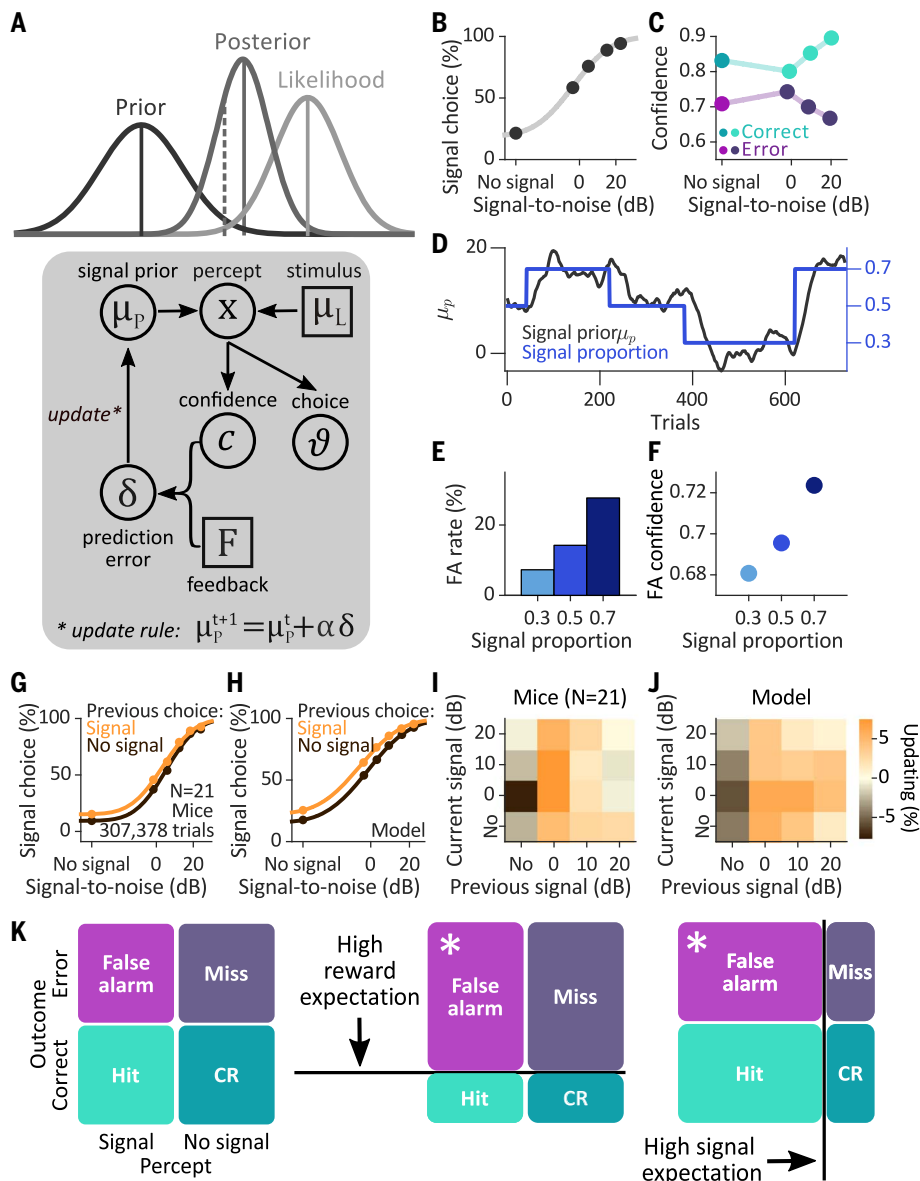 A
Prior
Posterior
Likelihood
signal prior
percept
stimulus
μP
x
μL
update*
confidence
choice
c
ϑ
δ
prediction
error
F
feedback
* update rule: μP^t+1 = μP^t + α δ
B
Signal choice (%)
100
50
0
No signal
0
20
Signal-to-noise (dB)
C
Confidence
0.9
0.8
0.7
0.6
Correct
Error
No signal
0
20
Signal-to-noise (dB)
D
μp
20
0
0.7
0.5
0.3
Signal prior μp
Signal proportion
0
200
400
600
Trials
E
FA rate (%)
20
0
0.3 0.5 0.7
Signal proportion
F
FA confidence
0.72
0.7
0.68
0.3 0.5 0.7
Signal proportion
G
Signal choice (%)
100
50
0
Previous choice:
Signal
No signal
N=21
Mice
307,378
trials
No signal
0
20
Signal-to-noise (dB)
H
Signal choice (%)
100
50
0
Previous choice:
Signal
No signal
Model
No signal
0
20
Signal-to-noise (dB)
I
Mice (N=21)
Current signal (dB)
20
10
0
No
No 0 10 20
Previous signal (dB)
J
Model
Current signal (dB)
20
10
0
No
No 0 10 20
Previous signal (dB)
5
0
-5
Updating (%)
K
Outcome
Error
Correct
False
alarm
Miss
Hit
CR
Signal
No signal
Percept
High
reward
expectation
*
False
alarm
Miss
Hit
CR
*
False
alarm
Miss
Hit
CR
High signal
expectation